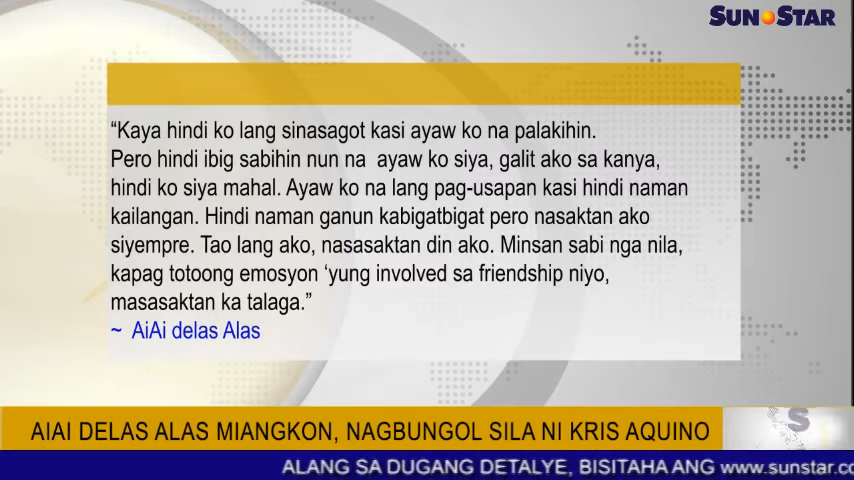 SUN STAR
“Kaya hindi ko lang sinasagot kasi ayaw ko na palakihin.
Pero hindi ibig sabihin nun na ayaw ko siya, galit ako sa kanya,
hindi ko siya mahal. Ayaw ko na lang pag-usapan kasi hindi naman
kailangan. Hindi naman ganun kabigatbigat pero nasaktan ako
siyempre. Tao lang ako, nasasaktan din ako. Minsan sabi nga nila,
kapag totoong emosyon ‘yung involved sa friendship niyo,
masasaktan ka talaga.”
~ AiAi delas Alas
AIAI DELAS ALAS MIANGKON, NAGBUNGOL SILA NI KRIS AQUINO
S
ALANG SA DUGANG DETALYE, BISITAHA ANG www.sunstar.co